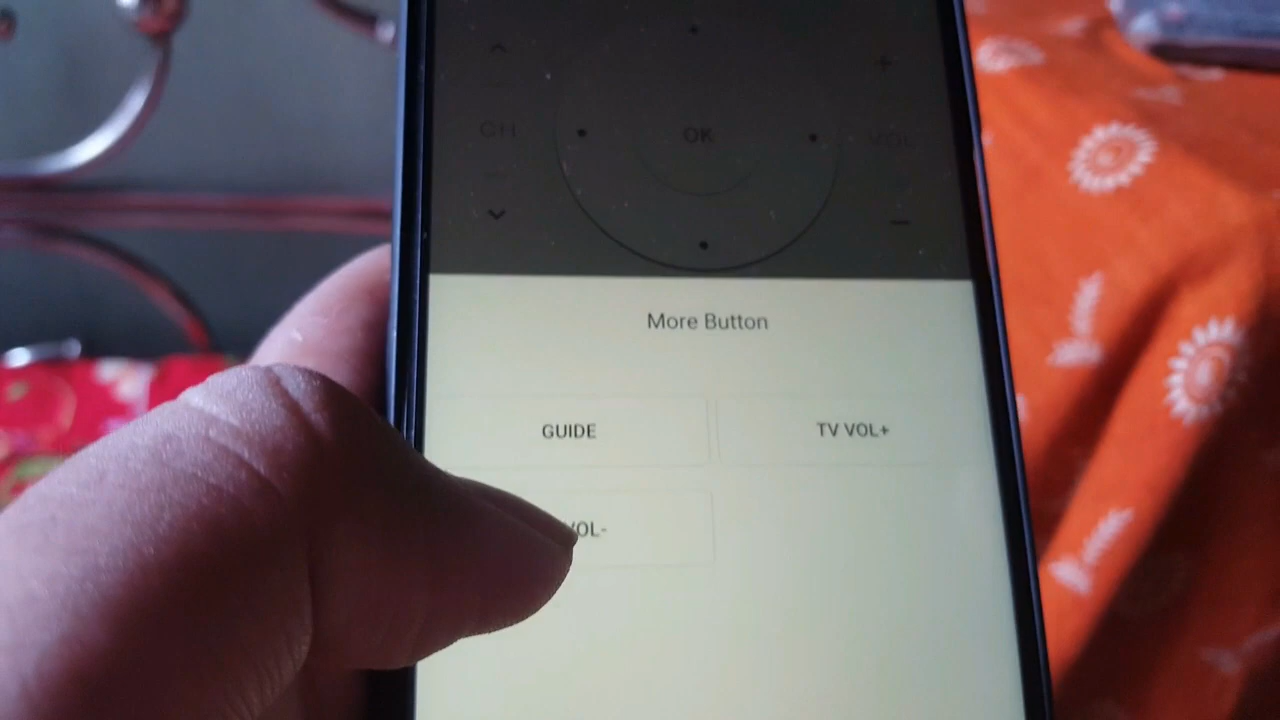 CH
OK
VOL
More Button
GUIDE
TV VOL+
VOL-